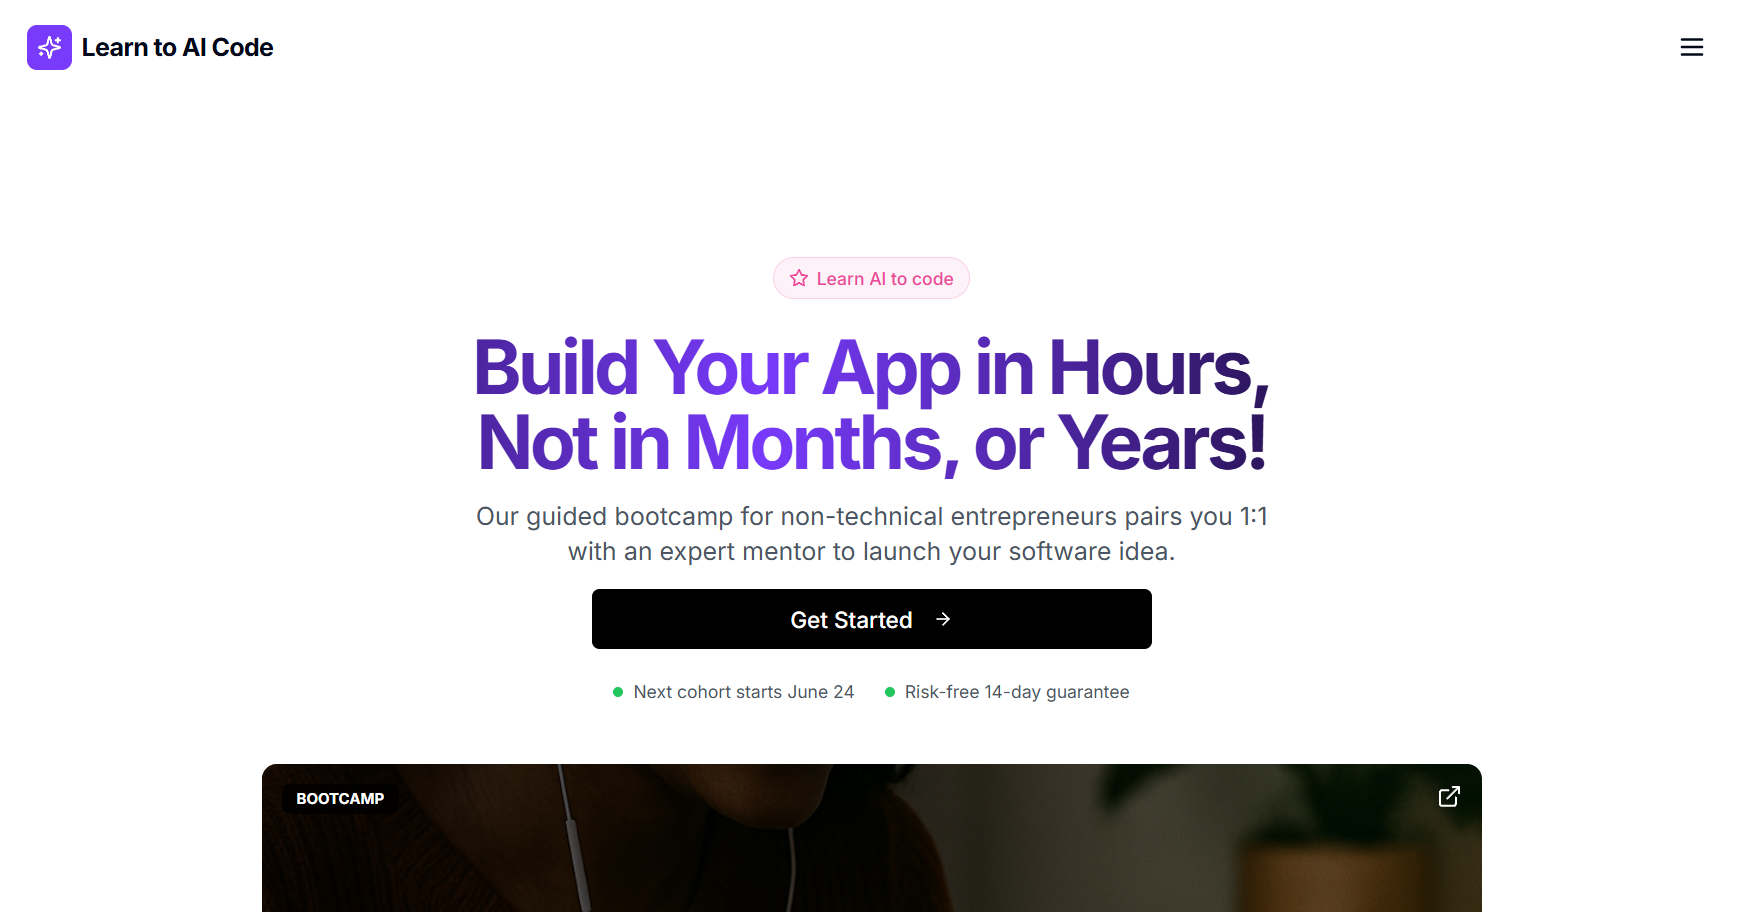 Learn to AI Code
Learn AI to code
Build Your App in Hours,
Not in Months, or Years!
Our guided bootcamp for non-technical entrepreneurs pairs you 1:1
with an expert mentor to launch your software idea.
Get Started
Next cohort starts June 24
Risk-free 14-day guarantee
BOOTCAMP